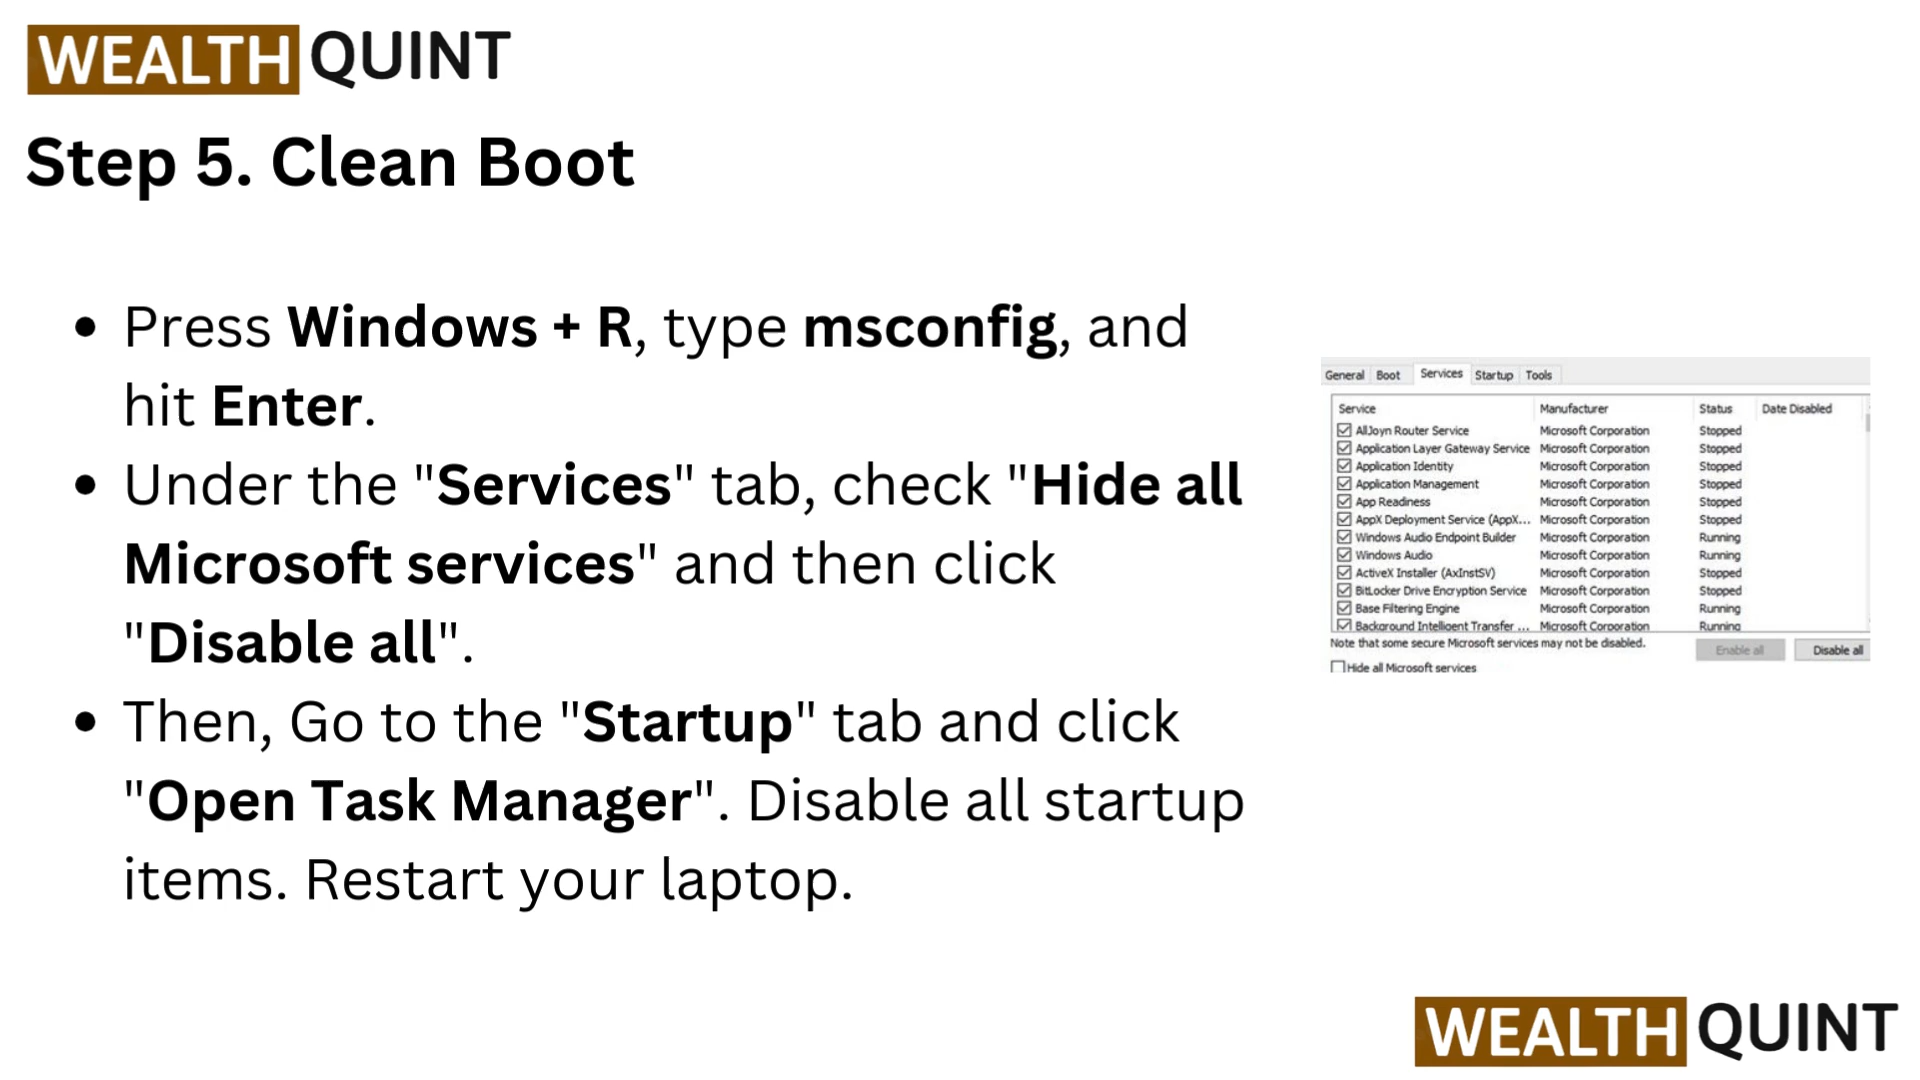 WEALTH QUINT
Step 5. Clean Boot
• Press Windows + R, type msconfig, and
hit Enter.
• Under the "Services" tab, check "Hide all
Microsoft services" and then click
"Disable all".
• Then, Go to the "Startup" tab and click
"Open Task Manager". Disable all startup
items. Restart your laptop.
General Boot Services Startup Tools
Service Manufacturer Status Date Disabled
AllJoyn Router Service Microsoft Corporation Stopped
Application Layer Gateway Service Microsoft Corporation Stopped
Application Identity Microsoft Corporation Stopped
Application Management Microsoft Corporation Stopped
App Readiness Microsoft Corporation Stopped
AppX Deployment Service (AppX... Microsoft Corporation Stopped
Windows Audio Endpoint Builder Microsoft Corporation Running
Windows Audio Microsoft Corporation Running
ActiveX Installer (AxInstSV) Microsoft Corporation Stopped
BitLocker Drive Encryption Service Microsoft Corporation Stopped
Base Filtering Engine Microsoft Corporation Running
Background Intelligent Transfer ... Microsoft Corporation Running
Note that some secure Microsoft services may not be disabled.
Enable all Disable all
Hide all Microsoft services
WEALTH QUINT